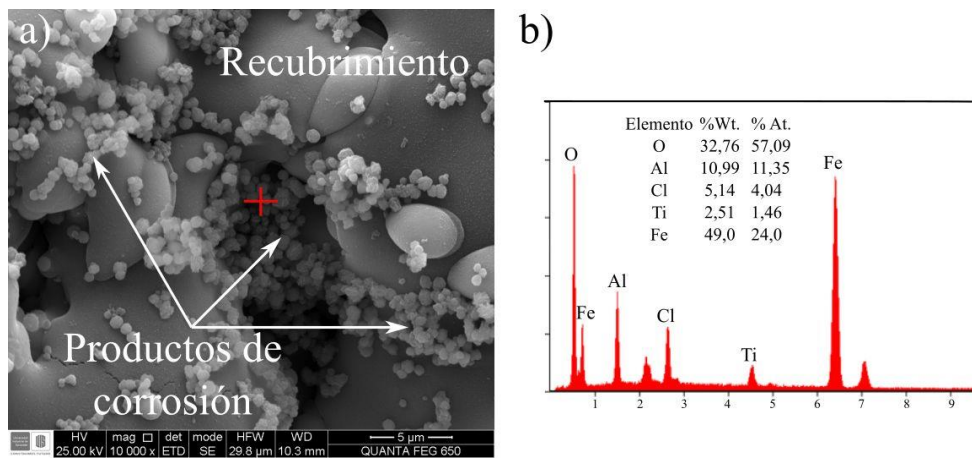 a)
Recubrimiento
Productos de
corrosión
HV mag □ det mode HFW WD 5 µm
25.00 kV 10 000 x ETD SE 29.8 µm 10.3 mm QUANTA FEG 650
b)
Elemento %Wt. % At.
O 32,76 57,09
Al 10,99 11,35
Cl 5,14 4,04
Ti 2,51 1,46
Fe 49,0 24,0
O
Fe
Al
Cl
Ti
Fe
1 2 3 4 5 6 7 8 9